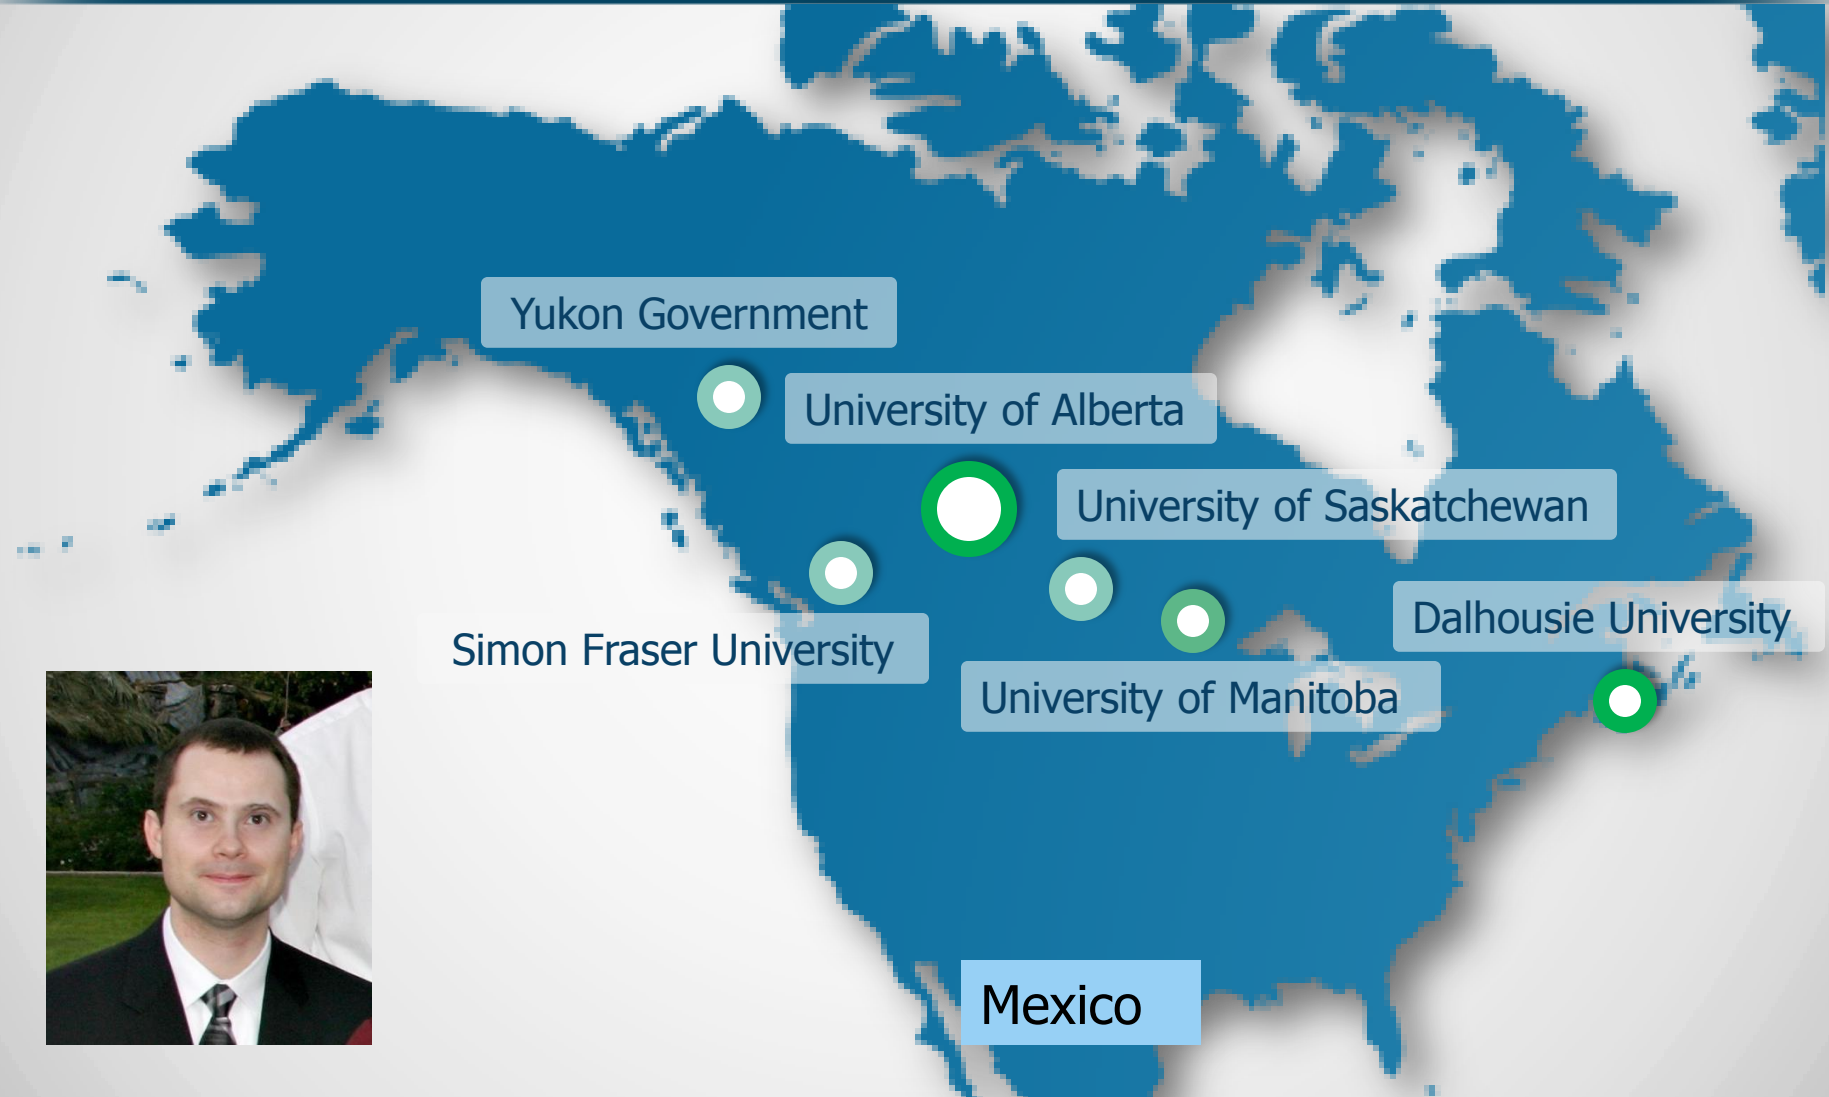 Yukon Government
University of Alberta
University of Saskatchewan
Dalhousie University
Simon Fraser University
University of Manitoba
Mexico